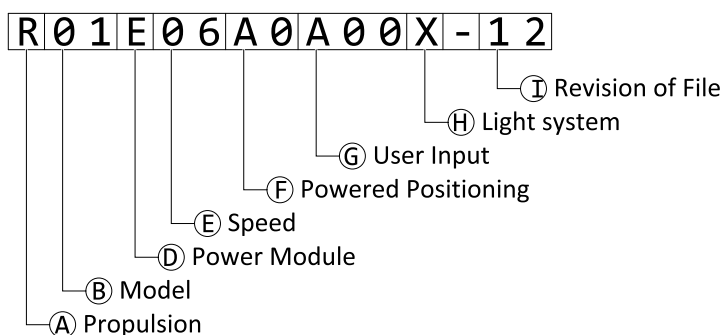 R01E06A0A00X-12
I Revision of File
H Light system
G User Input
F Powered Positioning
E Speed
D Power Module
B Model
A Propulsion